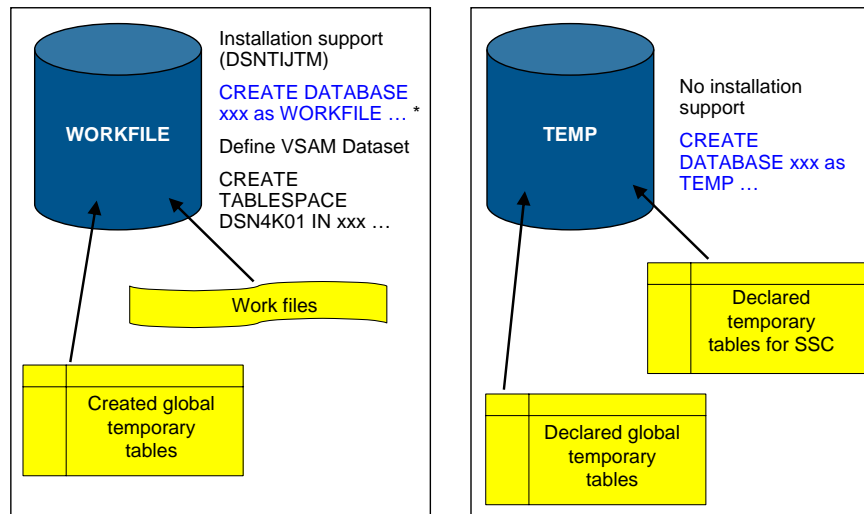 WORKFILE
Installation support
(DSNTIJTM)
CREATE DATABASE
xxx as WORKFILE … *
Define VSAM Dataset
CREATE
TABLESPACE
DSN4K01 IN xxx …
Work files
Created global
temporary
tables
TEMP
No installation
support
CREATE
DATABASE xxx as
TEMP …
Declared
temporary
tables for SSC
Declared global
temporary
tables